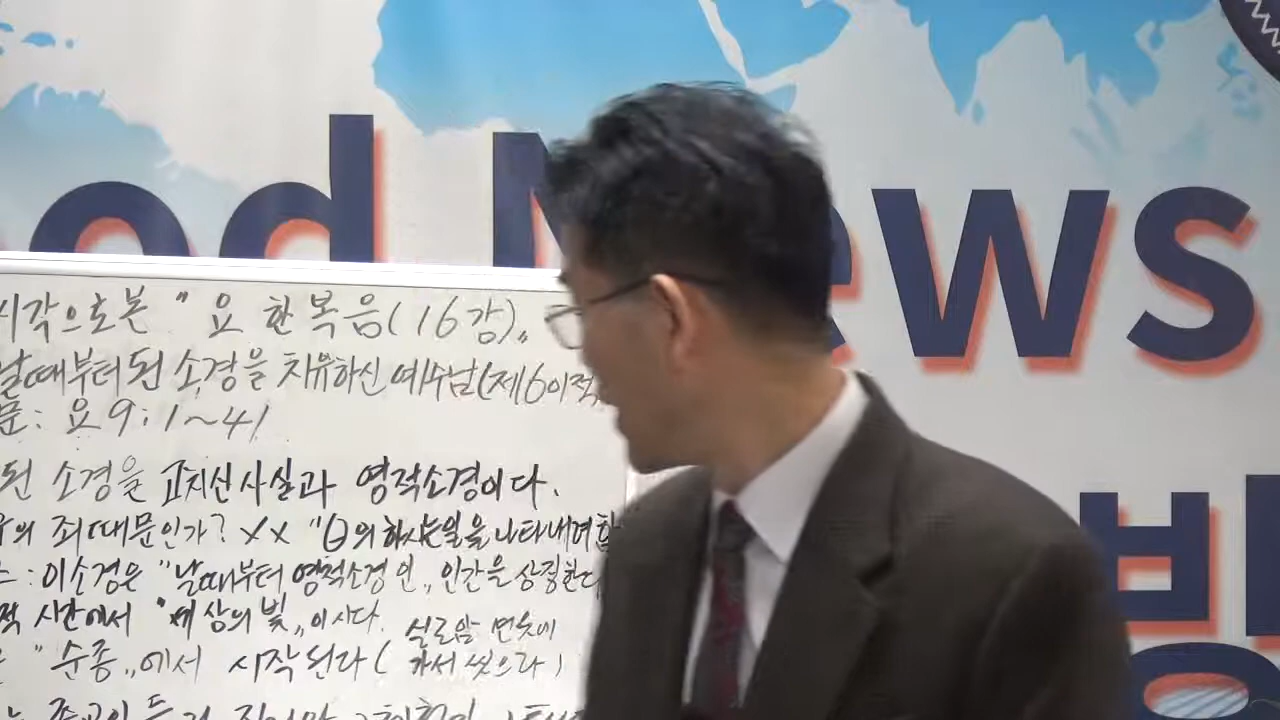 od News
시각으로본 " 요한복음(16강)„
날때부터된 소경을 치유하신 예수님(제6이적
문: 요 9:1~41
된 소경을 고치신사실과 영적소경이다.
의 죄때문인가? XX "의 하시는일을 나타내려함
: 이소경은 "날때부터 영적소경인„ 인간을 상징한다
적 시간에서 "세상의 빛„이시다.
"순종„에서 시작된다(실로암 못에 가서 씻으라)